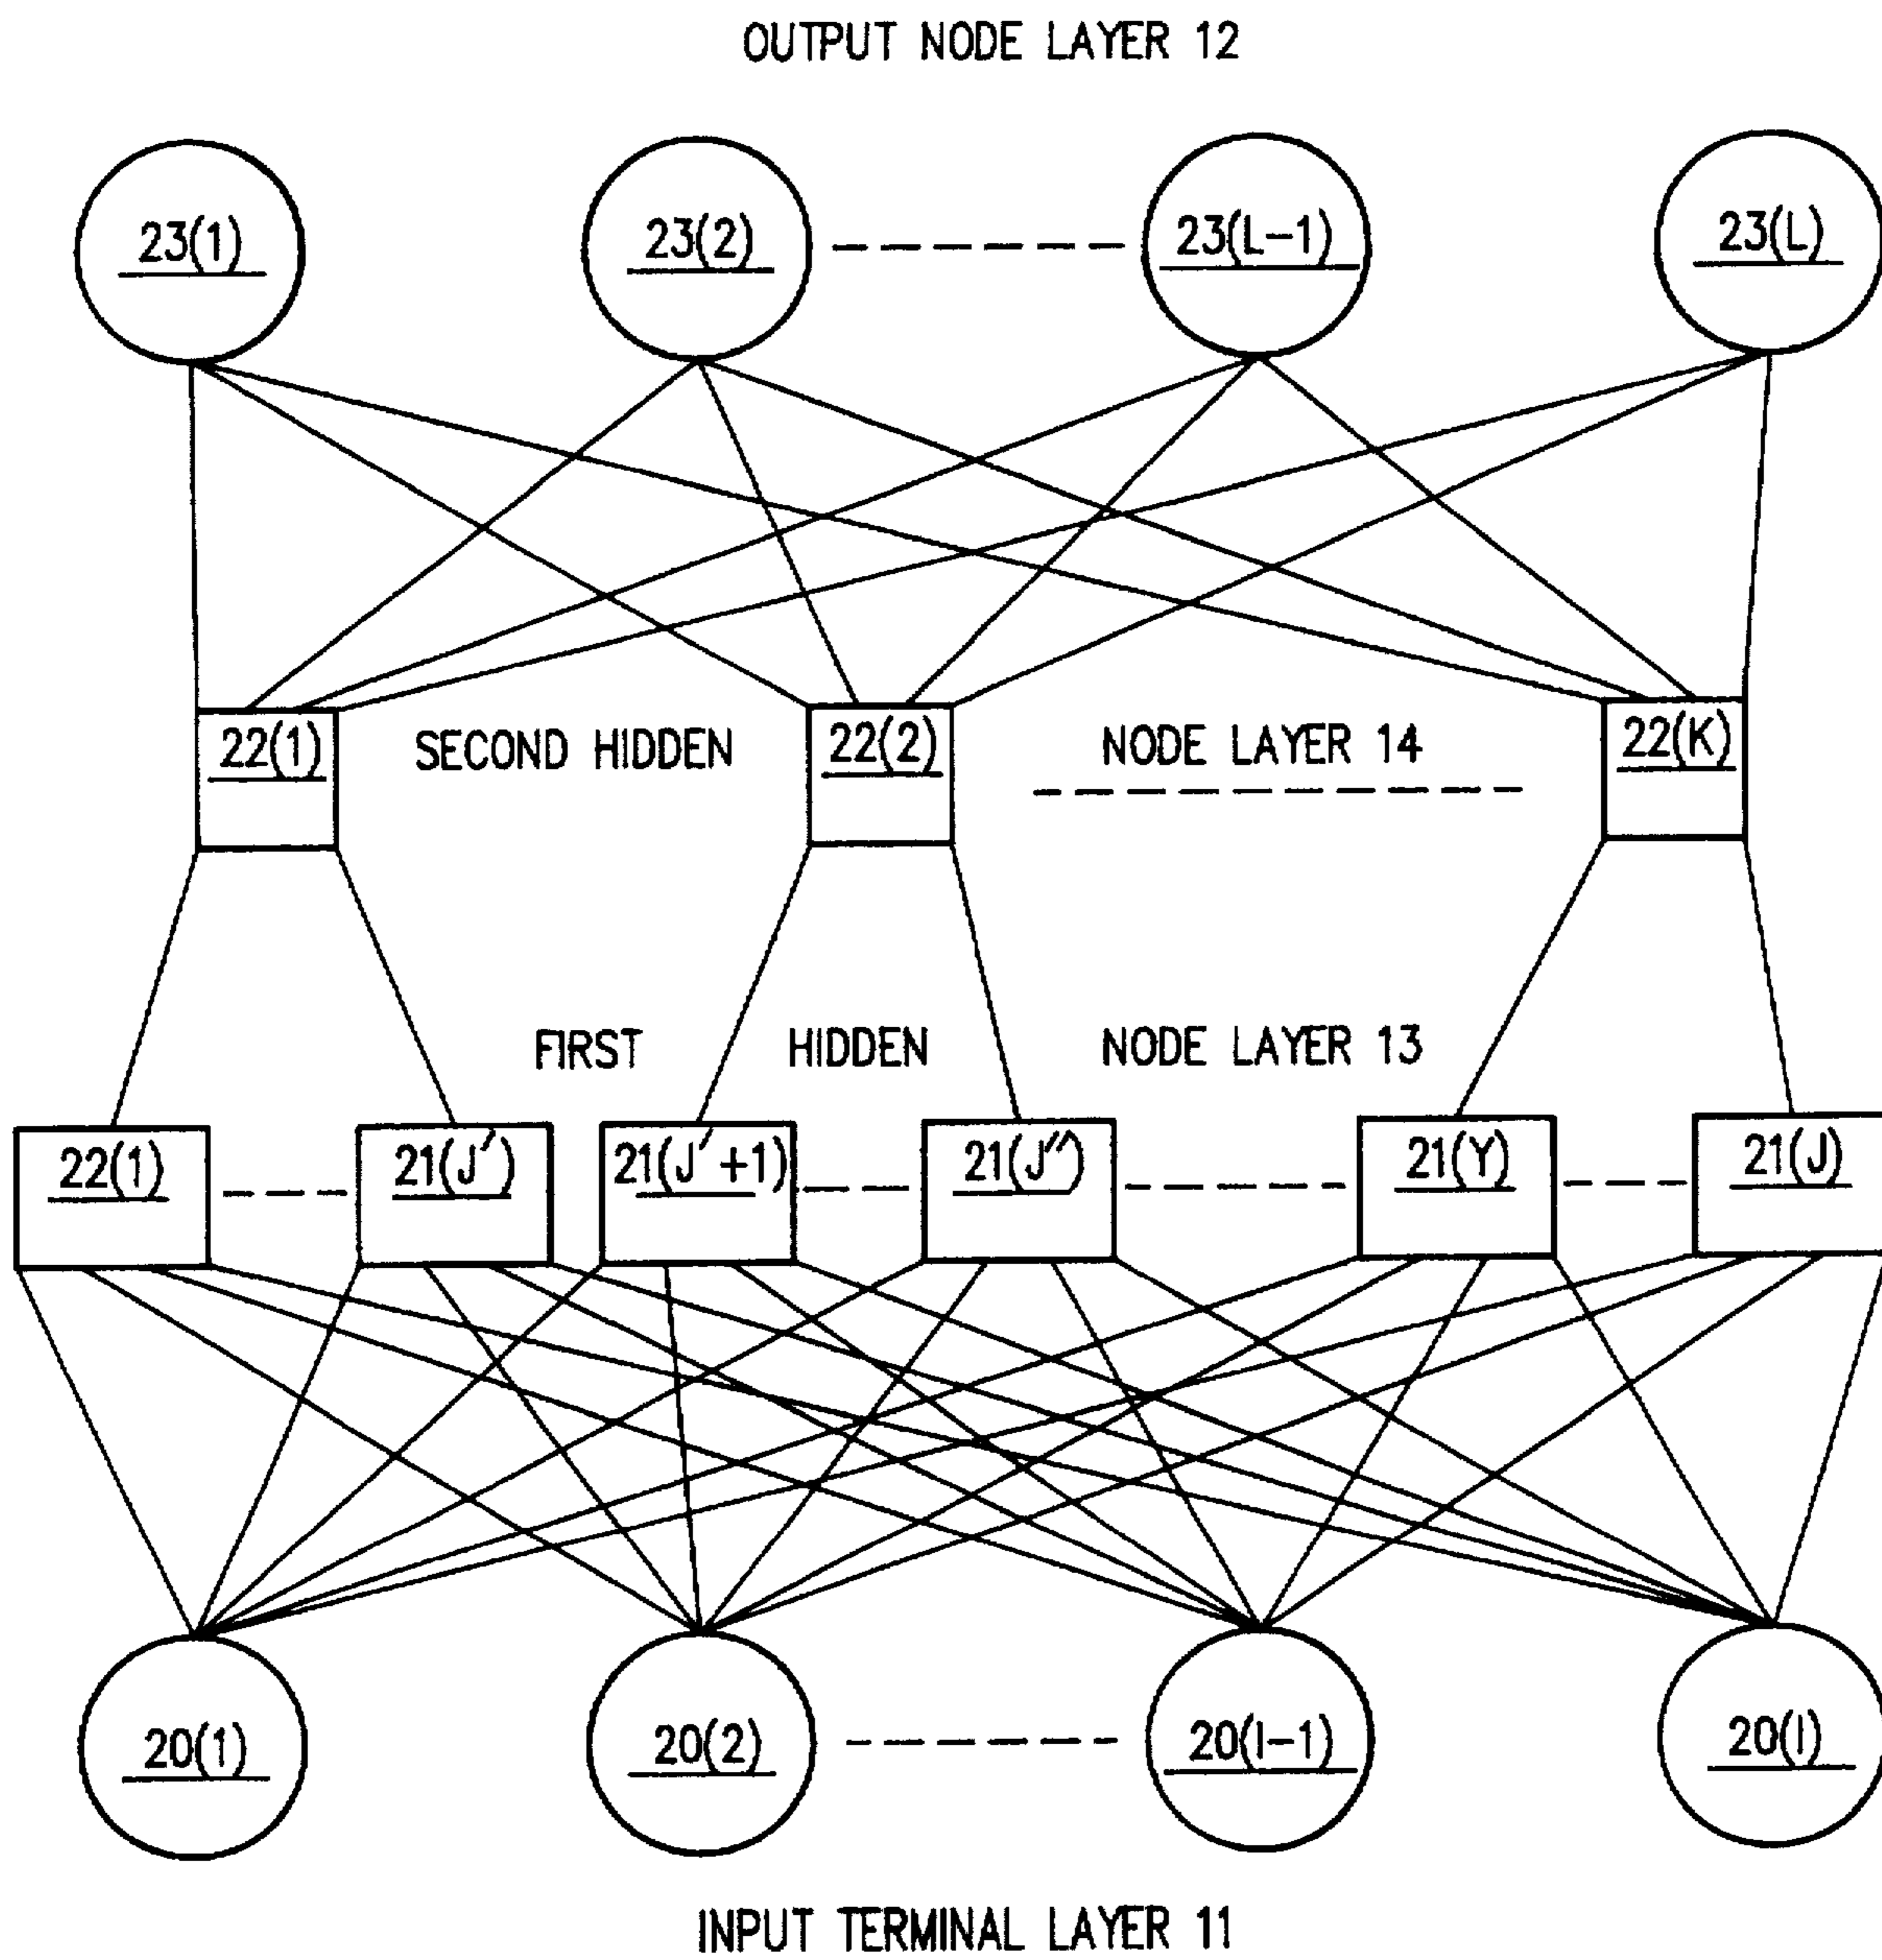 OUTPUT NODE LAYER 12
23(1) 23(2) 23(L-1) 23(L)
22(1) SECOND HIDDEN 22(2) NODE LAYER 14 22(K)
FIRST HIDDEN NODE LAYER 13
22(1) 21(J') 21(J'+1) 21(J'') 21(Y) 21(J)
20(1) 20(2) 20(I-1) 20(I)
INPUT TERMINAL LAYER 11